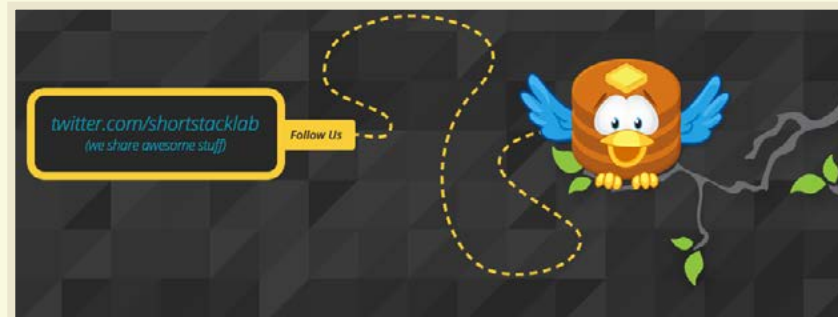 twitter.com/shortstacklab
(we share awesome stuff)
Follow Us